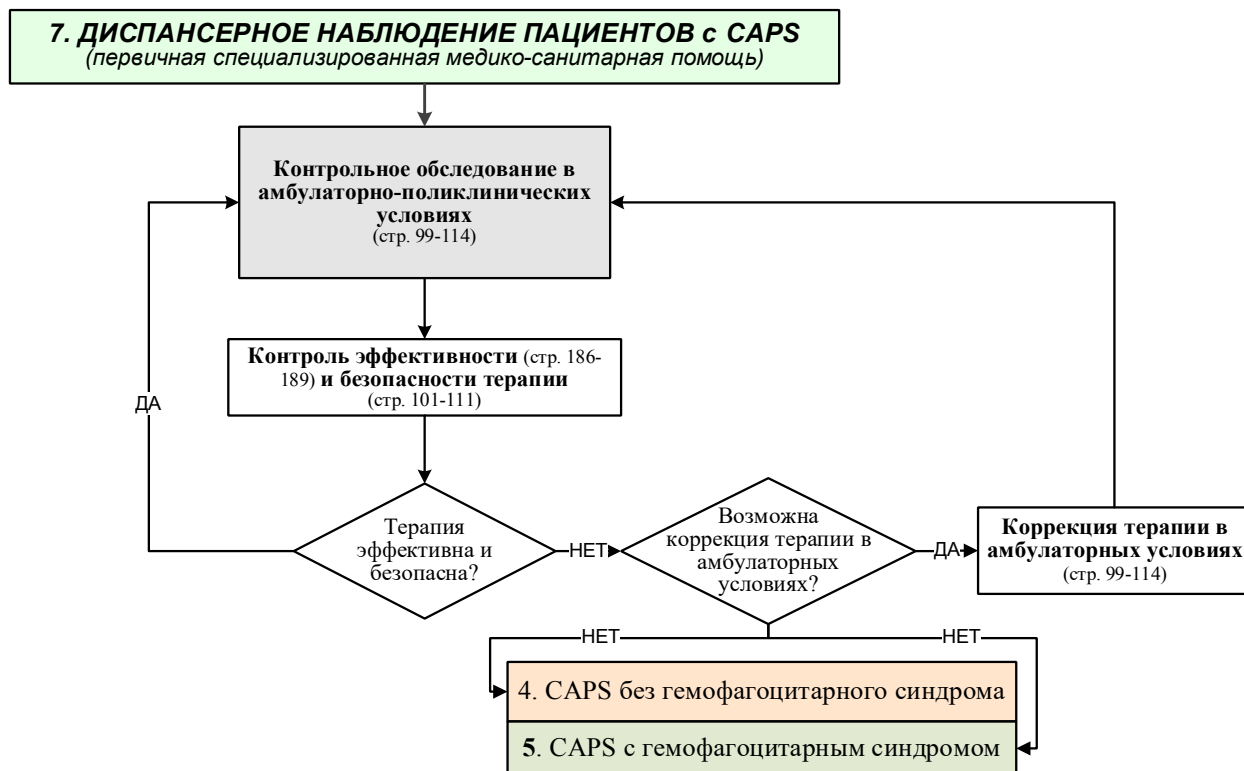 7. ДИСПАНСЕРНОЕ НАБЛЮДЕНИЕ ПАЦИЕНТОВ с CAPS
(первичная специализированная медико-санитарная помощь)
Контрольное обследование в
амбулаторно-поликлинических
условиях
(стр. 99-114)
Контроль эффективности (стр. 186-
189) и безопасности терапии
(стр. 101-111)
ДА
Терапия
эффективна и
безопасна?
НЕТ
Возможна
коррекция терапии в
амбулаторных
условиях?
ДА
Коррекция терапии в
амбулаторных условиях
(стр. 99-114)
НЕТ
НЕТ
4. CAPS без гемофагоцитарного синдрома
5. CAPS с гемофагоцитарным синдромом